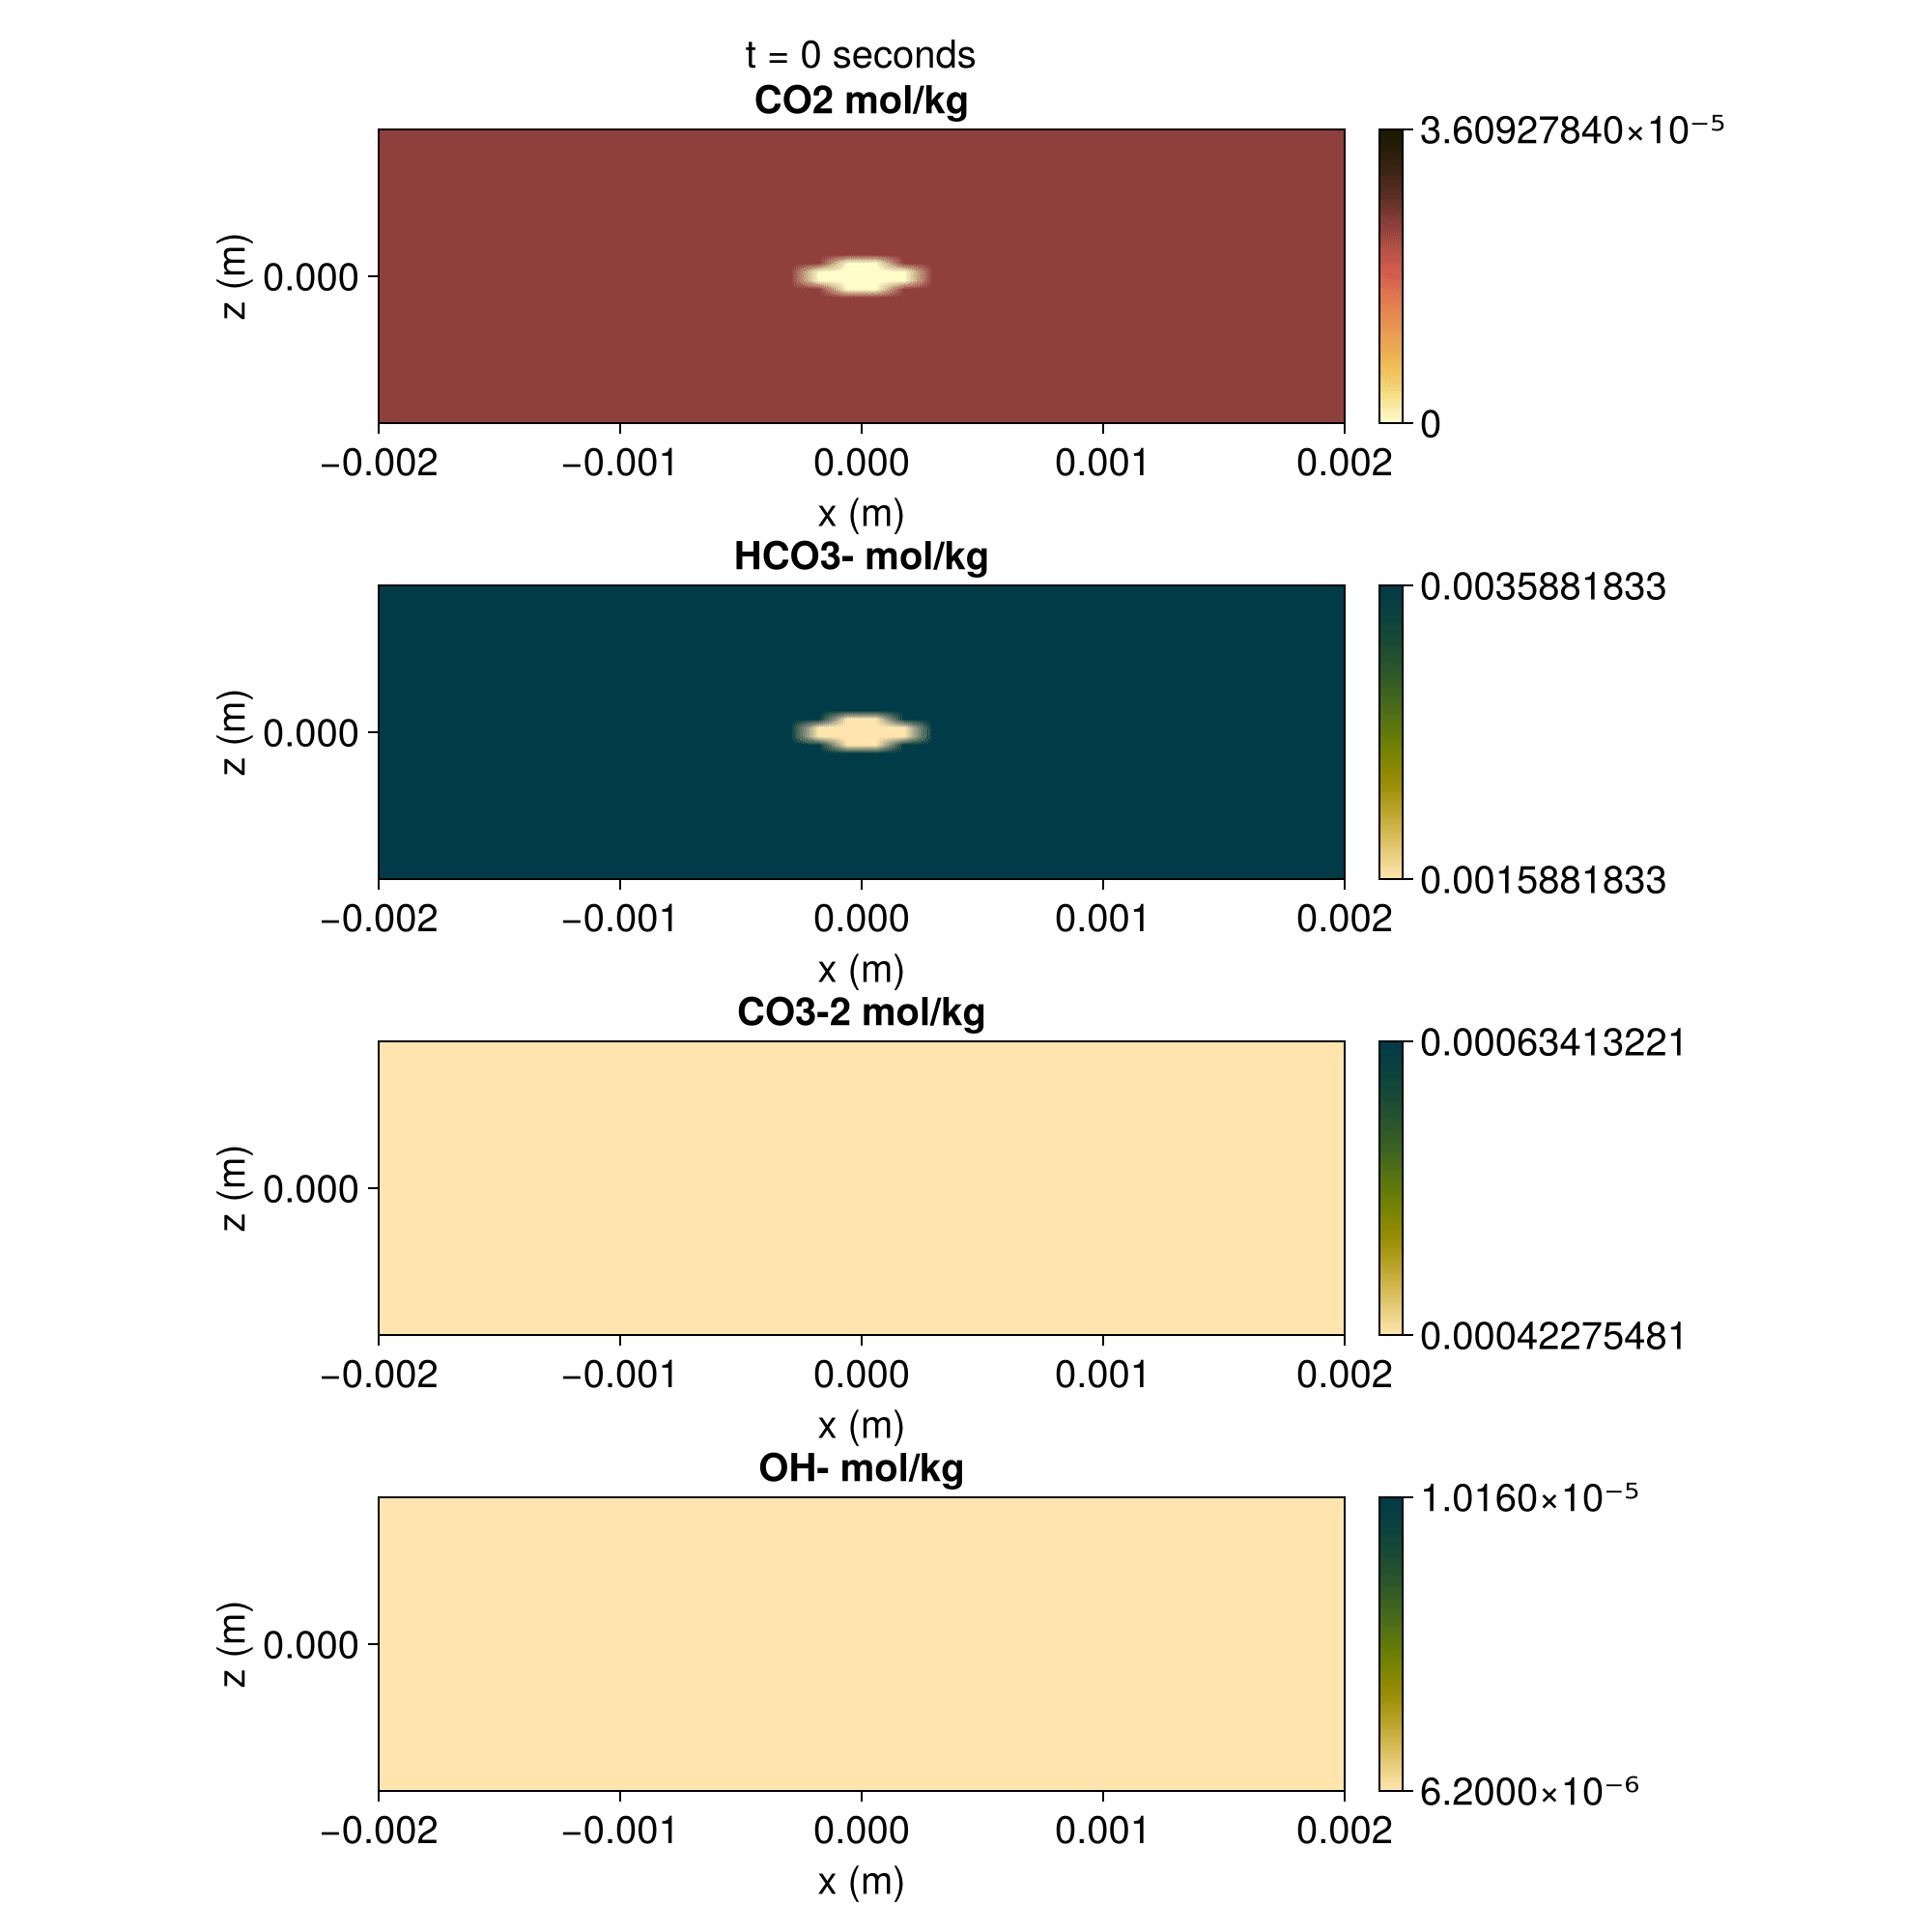 t = 0 seconds
CO2 mol/kg
3.60927840×10⁻⁵
z (m)
0.000
0
−0.002 −0.001 0.000 0.001 0.002
x (m)
HCO3- mol/kg
0.0035881833
z (m)
0.000
0.0015881833
−0.002 −0.001 0.000 0.001 0.002
x (m)
CO3-2 mol/kg
0.00063413221
z (m)
0.000
0.00042275481
−0.002 −0.001 0.000 0.001 0.002
x (m)
OH- mol/kg
1.0160×10⁻⁵
z (m)
0.000
6.2000×10⁻⁶
−0.002 −0.001 0.000 0.001 0.002
x (m)